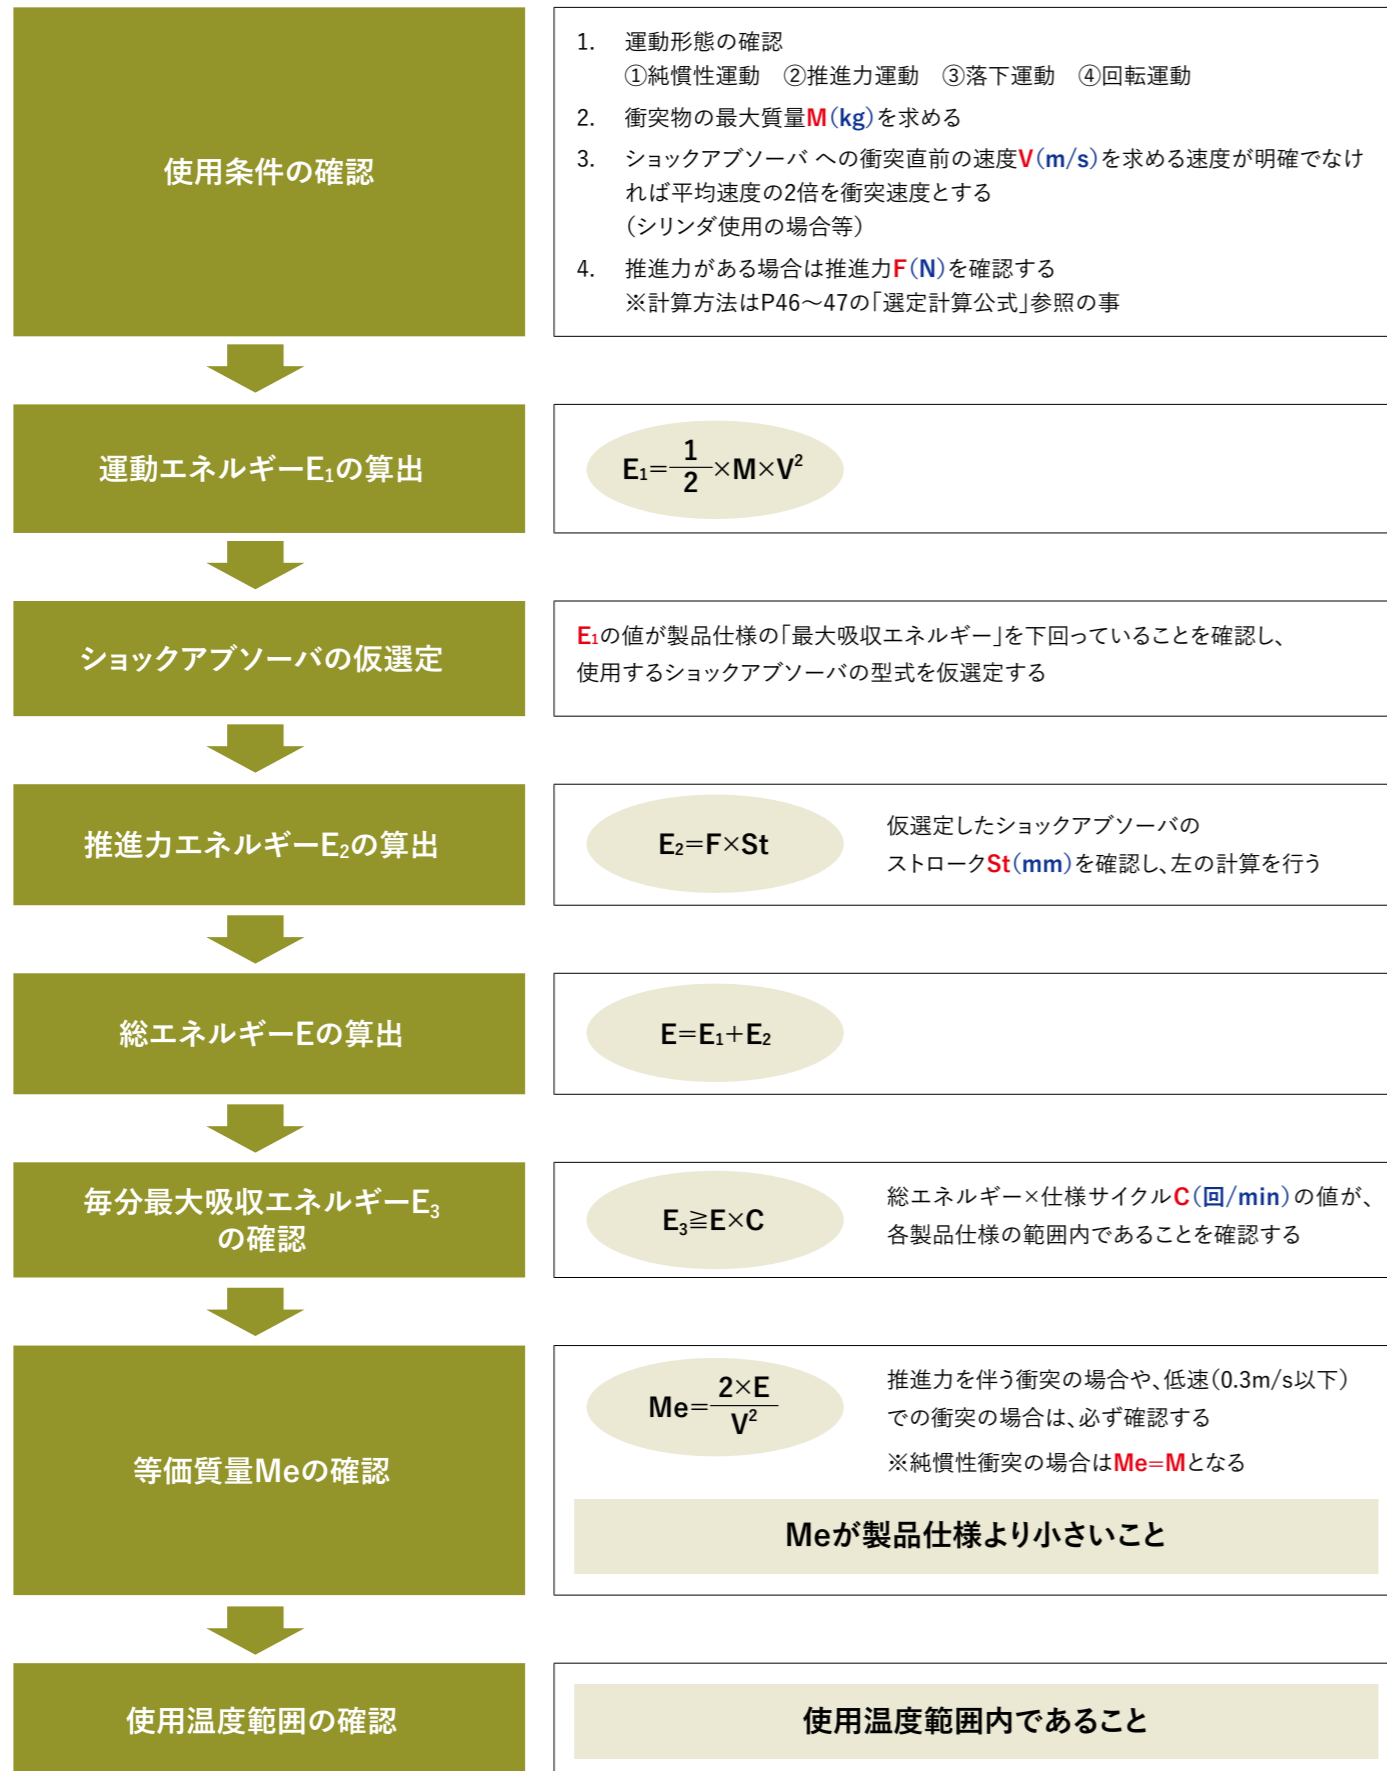 使用条件の確認
1. 運動形態の確認
①純慣性運動 ②推進力運動 ③落下運動 ④回転運動
2. 衝突物の最大質量M(kg)を求める
3. ショックアブソーバ への衝突直前の速度V(m/s)を求める速度が明確でなけ
れば平均速度の2倍を衝突速度とする
(シリンダ使用の場合等)
4. 推進力がある場合は推進力F(N)を確認する
※計算方法はP46〜47の「選定計算公式」参照の事
運動エネルギーE₁の算出
E₁=1/2×M×V²
ショックアブソーバの仮選定
E₁の値が製品仕様の「最大吸収エネルギー」を下回っていることを確認し、
使用するショックアブソーバの型式を仮選定する
推進力エネルギーE₂の算出
E₂=F×St
仮選定したショックアブソーバの
ストロークSt(mm)を確認し、左の計算を行う
総エネルギーEの算出
E=E₁+E₂
毎分最大吸収エネルギーE₃
の確認
E₃≧E×C
総エネルギー×仕様サイクルC(回/min)の値が、
各製品仕様の範囲内であることを確認する
等価質量Meの確認
Me=2×E/V²
推進力を伴う衝突の場合や、低速(0.3m/s以下)
での衝突の場合は、必ず確認する
※純慣性衝突の場合はMe=Mとなる
Meが製品仕様より小さいこと
使用温度範囲の確認
使用温度範囲内であること